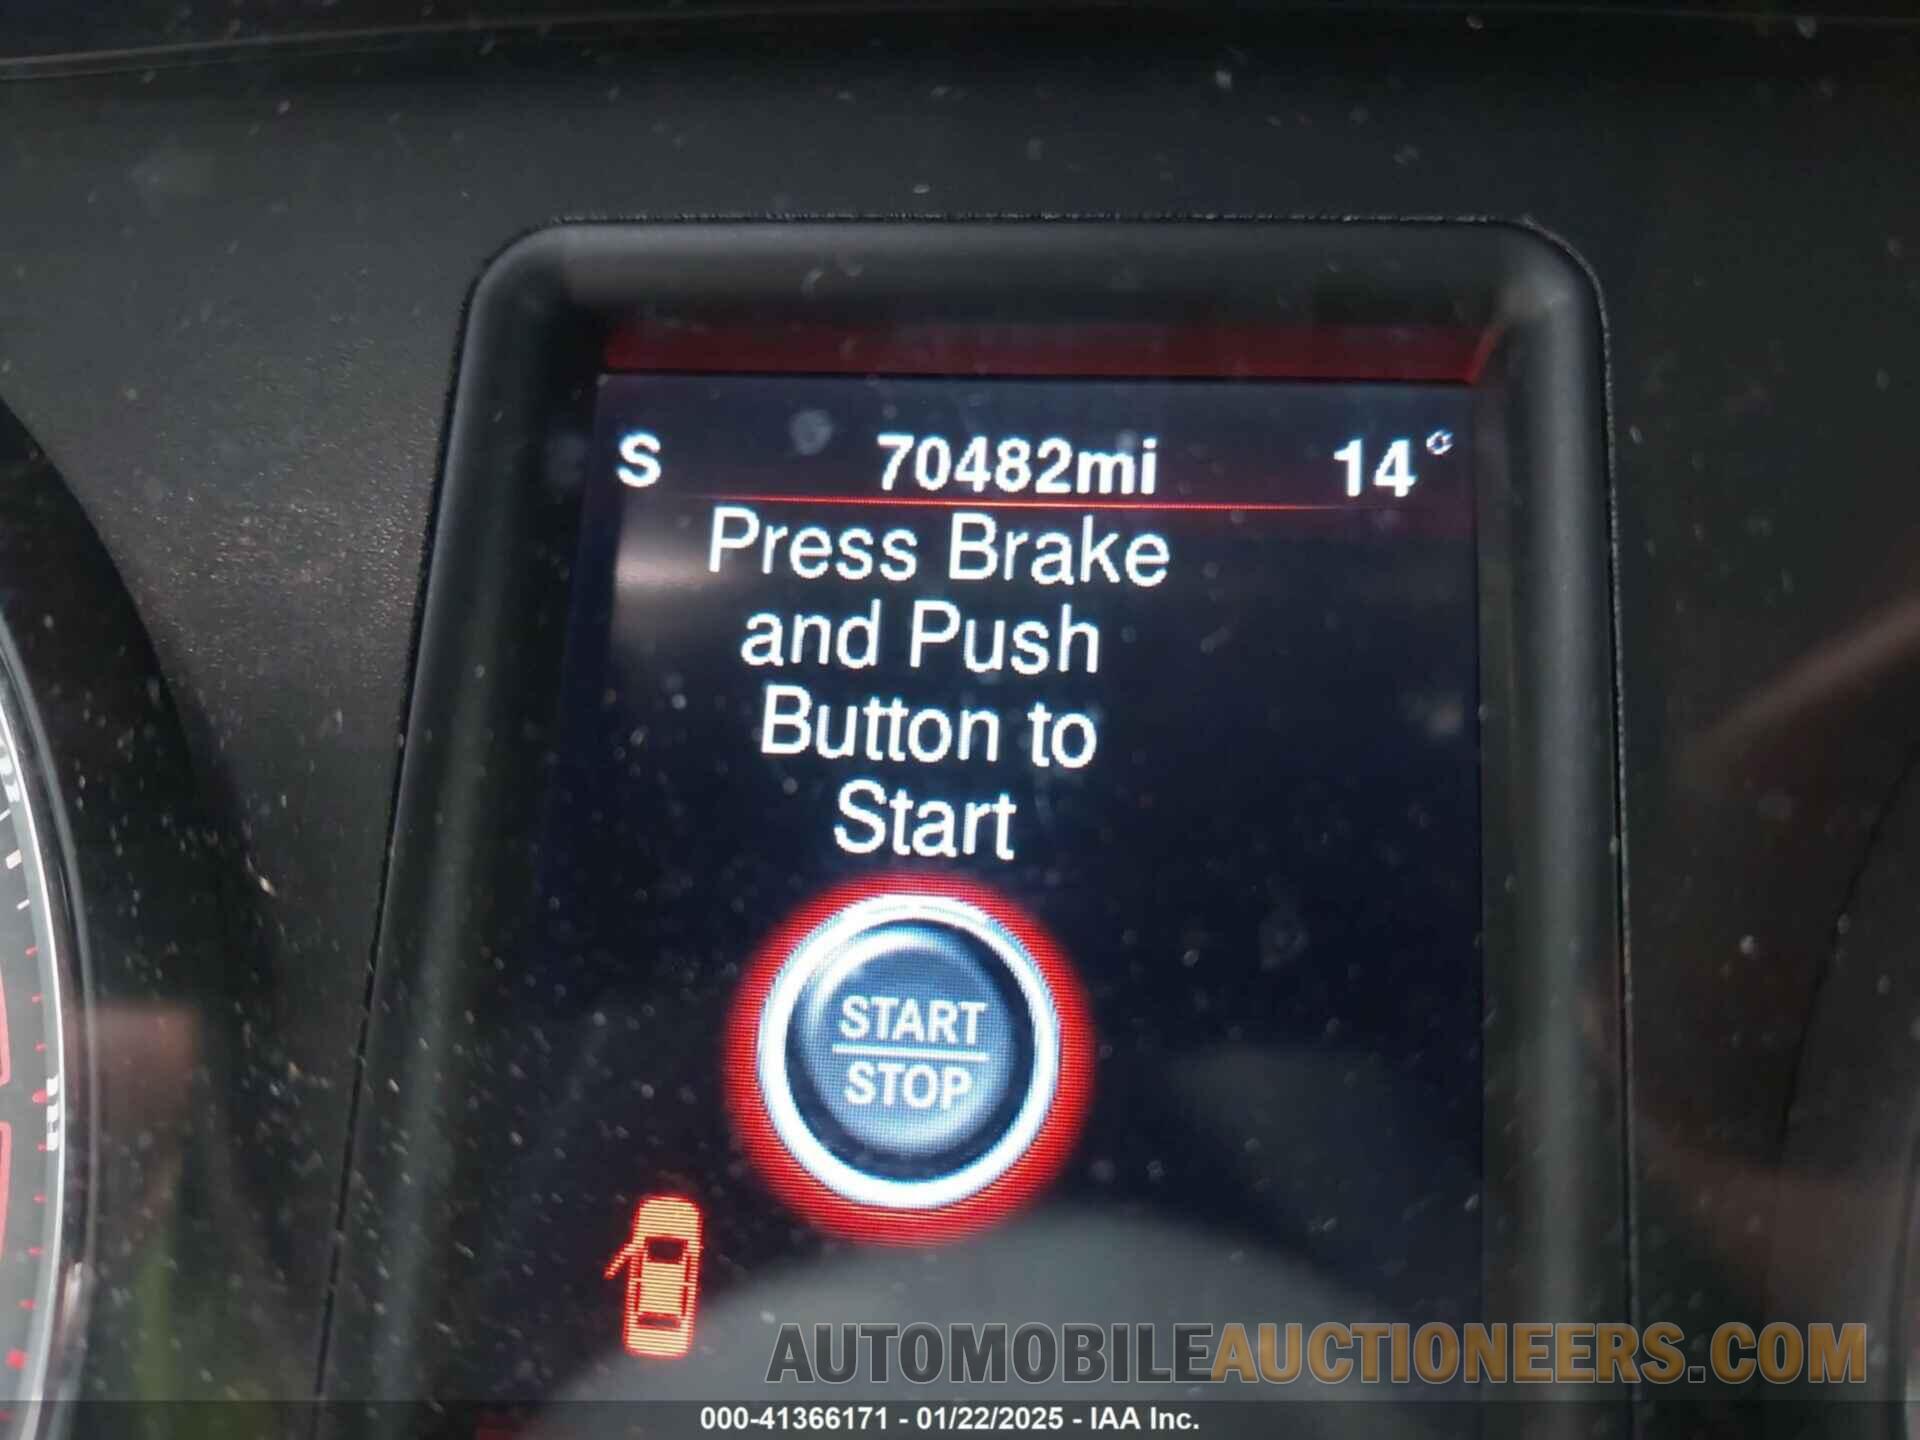 S 70482mi 14°
Press Brake
and Push
Button to
Start
START
STOP
AUTOMOBILEAUCTIONEERS.COM
000-41366171 - 01/22/2025 - IAA Inc.